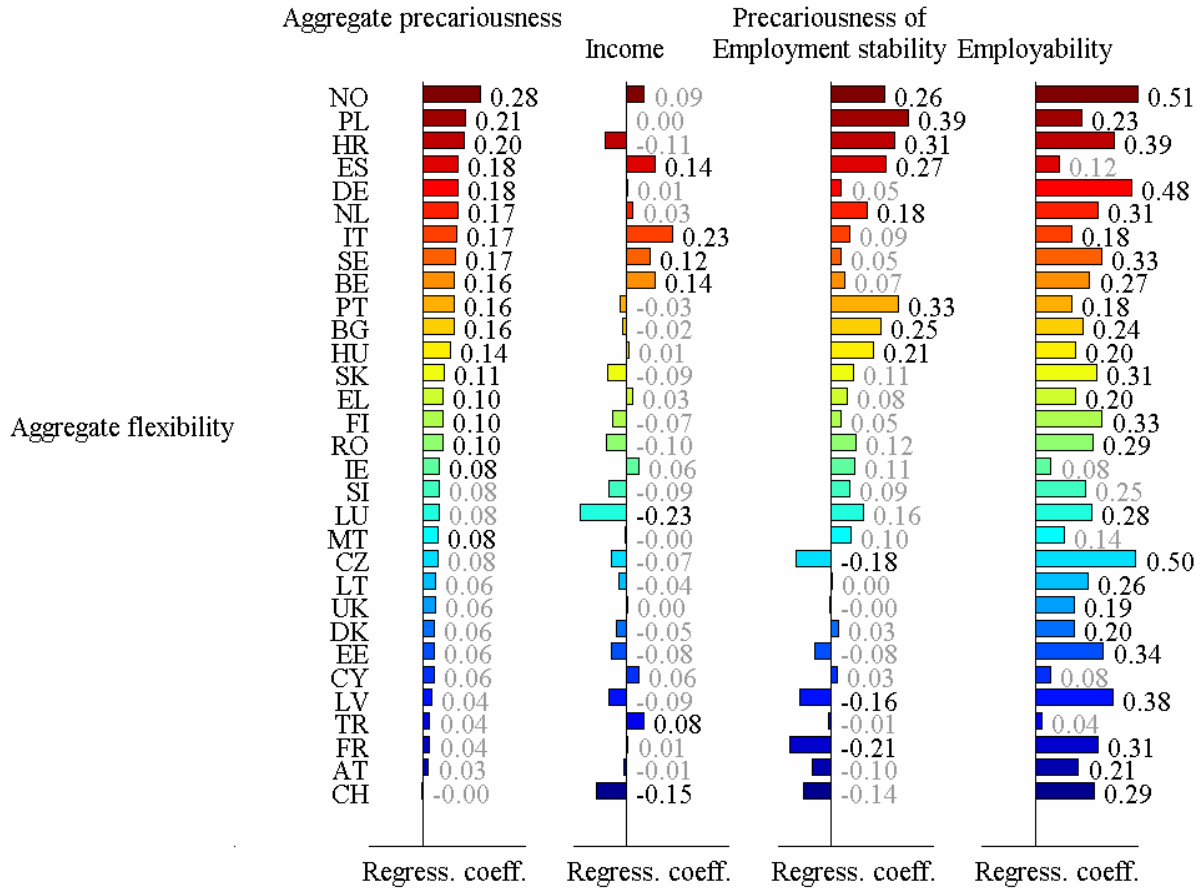 Aggregate precariousness Precariousness of
Income Employment stability Employability
NO 0.28 0.09 0.26 0.51
PL 0.21 0.00 0.39 0.23
HR 0.20 -0.11 0.31 0.39
ES 0.18 0.14 0.27 0.12
DE 0.18 0.01 0.05 0.48
NL 0.17 0.03 0.18 0.31
IT 0.17 0.23 0.09 0.18
SE 0.17 0.12 0.05 0.33
BE 0.16 0.14 0.07 0.27
PT 0.16 -0.03 0.33 0.18
BG 0.16 -0.02 0.25 0.24
HU 0.14 0.01 0.21 0.20
SK 0.11 -0.09 0.11 0.31
EL 0.10 0.03 0.08 0.20
Aggregate flexibility
FI 0.10 -0.07 0.05 0.33
RO 0.10 -0.10 0.12 0.29
IE 0.08 0.06 0.11 0.08
SI 0.08 -0.09 0.09 0.25
LU 0.08 -0.23 0.16 0.28
MT 0.08 -0.00 0.10 0.14
CZ 0.08 -0.07 -0.18 0.50
LT 0.06 -0.04 0.00 0.26
UK 0.06 0.00 -0.00 0.19
DK 0.06 -0.05 0.03 0.20
EE 0.06 -0.08 -0.08 0.34
CY 0.06 0.06 0.03 0.08
LV 0.04 -0.09 -0.16 0.38
TR 0.04 0.08 -0.01 0.04
FR 0.04 0.01 -0.21 0.31
AT 0.03 -0.01 -0.10 0.21
CH -0.00 -0.15 -0.14 0.29
Regress. coeff. Regress. coeff. Regress. coeff. Regress. coeff.